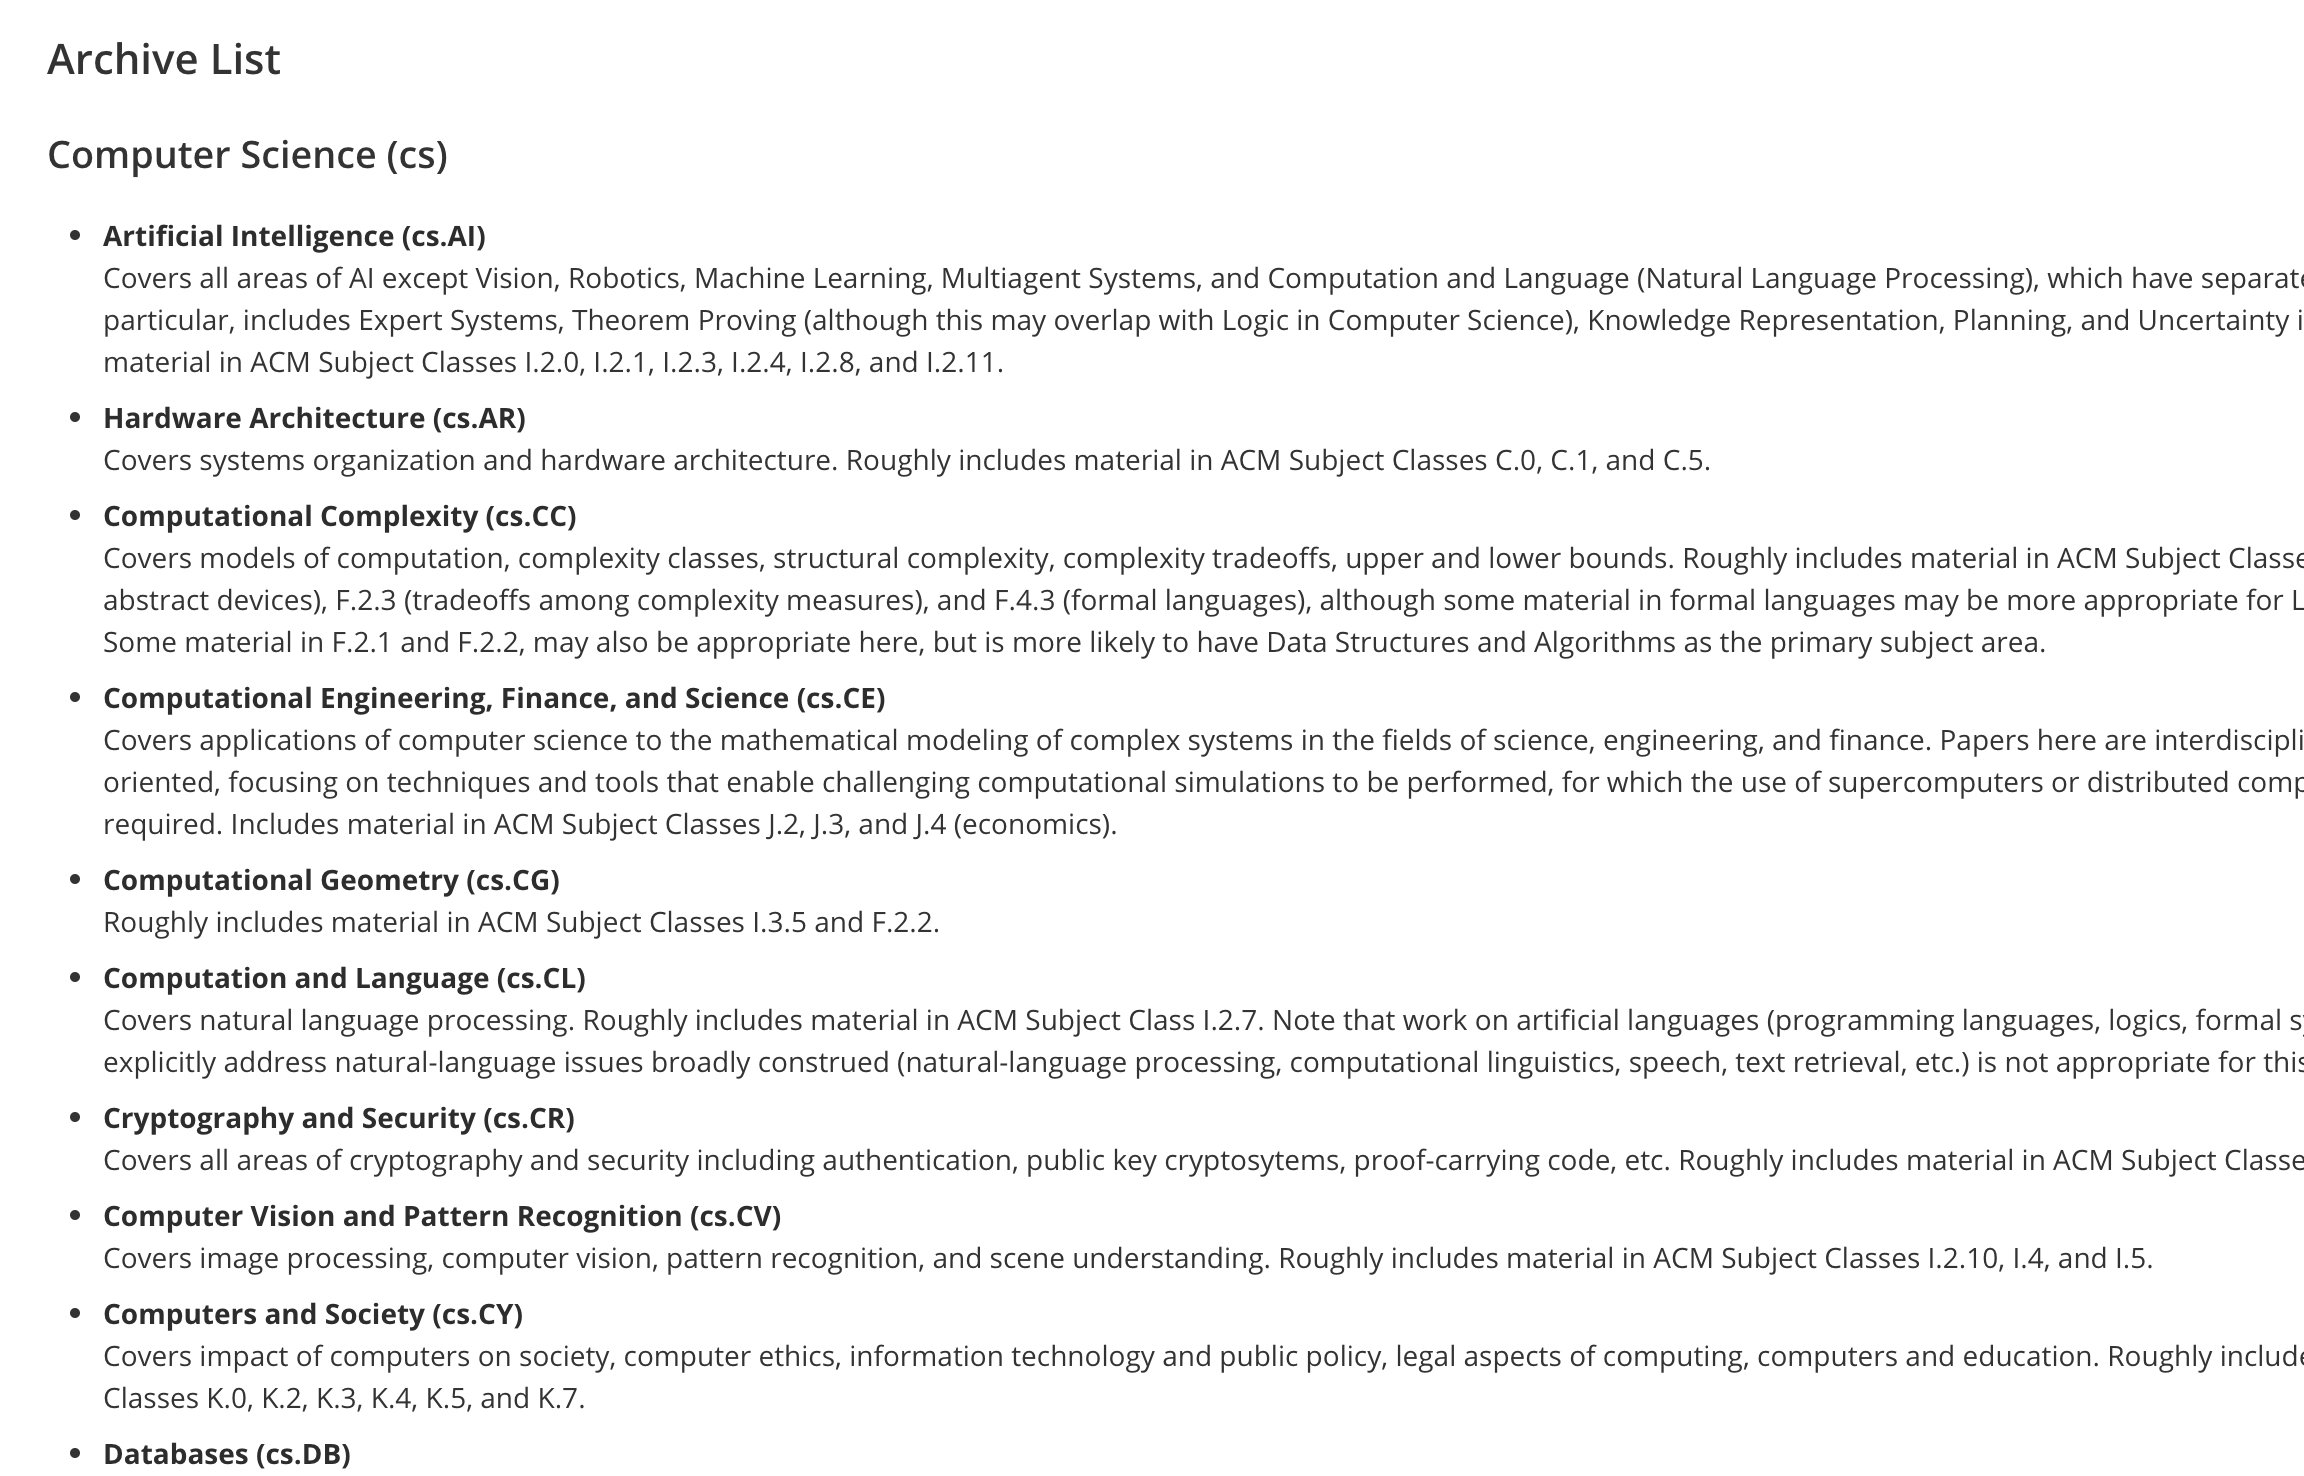 Archive List
Computer Science (cs)
• Artificial Intelligence (cs.AI)
Covers all areas of AI except Vision, Robotics, Machine Learning, Multiagent Systems, and Computation and Language (Natural Language Processing), which have separate
particular, includes Expert Systems, Theorem Proving (although this may overlap with Logic in Computer Science), Knowledge Representation, Planning, and Uncertainty
material in ACM Subject Classes I.2.0, I.2.1, I.2.3, I.2.4, I.2.8, and I.2.11.
• Hardware Architecture (cs.AR)
Covers systems organization and hardware architecture. Roughly includes material in ACM Subject Classes C.0, C.1, and C.5.
• Computational Complexity (cs.CC)
Covers models of computation, complexity classes, structural complexity, complexity tradeoffs, upper and lower bounds. Roughly includes material in ACM Subject Classe
abstract devices), F.2.3 (tradeoffs among complexity measures), and F.4.3 (formal languages), although some material in formal languages may be more appropriate for L
Some material in F.2.1 and F.2.2, may also be appropriate here, but is more likely to have Data Structures and Algorithms as the primary subject area.
• Computational Engineering, Finance, and Science (cs.CE)
Covers applications of computer science to the mathematical modeling of complex systems in the fields of science, engineering, and finance. Papers here are interdiscipli
oriented, focusing on techniques and tools that enable challenging computational simulations to be performed, for which the use of supercomputers or distributed comp
required. Includes material in ACM Subject Classes J.2, J.3, and J.4 (economics).
• Computational Geometry (cs.CG)
Roughly includes material in ACM Subject Classes I.3.5 and F.2.2.
• Computation and Language (cs.CL)
Covers natural language processing. Roughly includes material in ACM Subject Class I.2.7. Note that work on artificial languages (programming languages, logics, formal sy
explicitly address natural-language issues broadly construed (natural-language processing, computational linguistics, speech, text retrieval, etc.) is not appropriate for this
• Cryptography and Security (cs.CR)
Covers all areas of cryptography and security including authentication, public key cryptosytems, proof-carrying code, etc. Roughly includes material in ACM Subject Classe
• Computer Vision and Pattern Recognition (cs.CV)
Covers image processing, computer vision, pattern recognition, and scene understanding. Roughly includes material in ACM Subject Classes I.2.10, I.4, and I.5.
• Computers and Society (cs.CY)
Covers impact of computers on society, computer ethics, information technology and public policy, legal aspects of computing, computers and education. Roughly include
Classes K.0, K.2, K.3, K.4, K.5, and K.7.
• Databases (cs.DB)